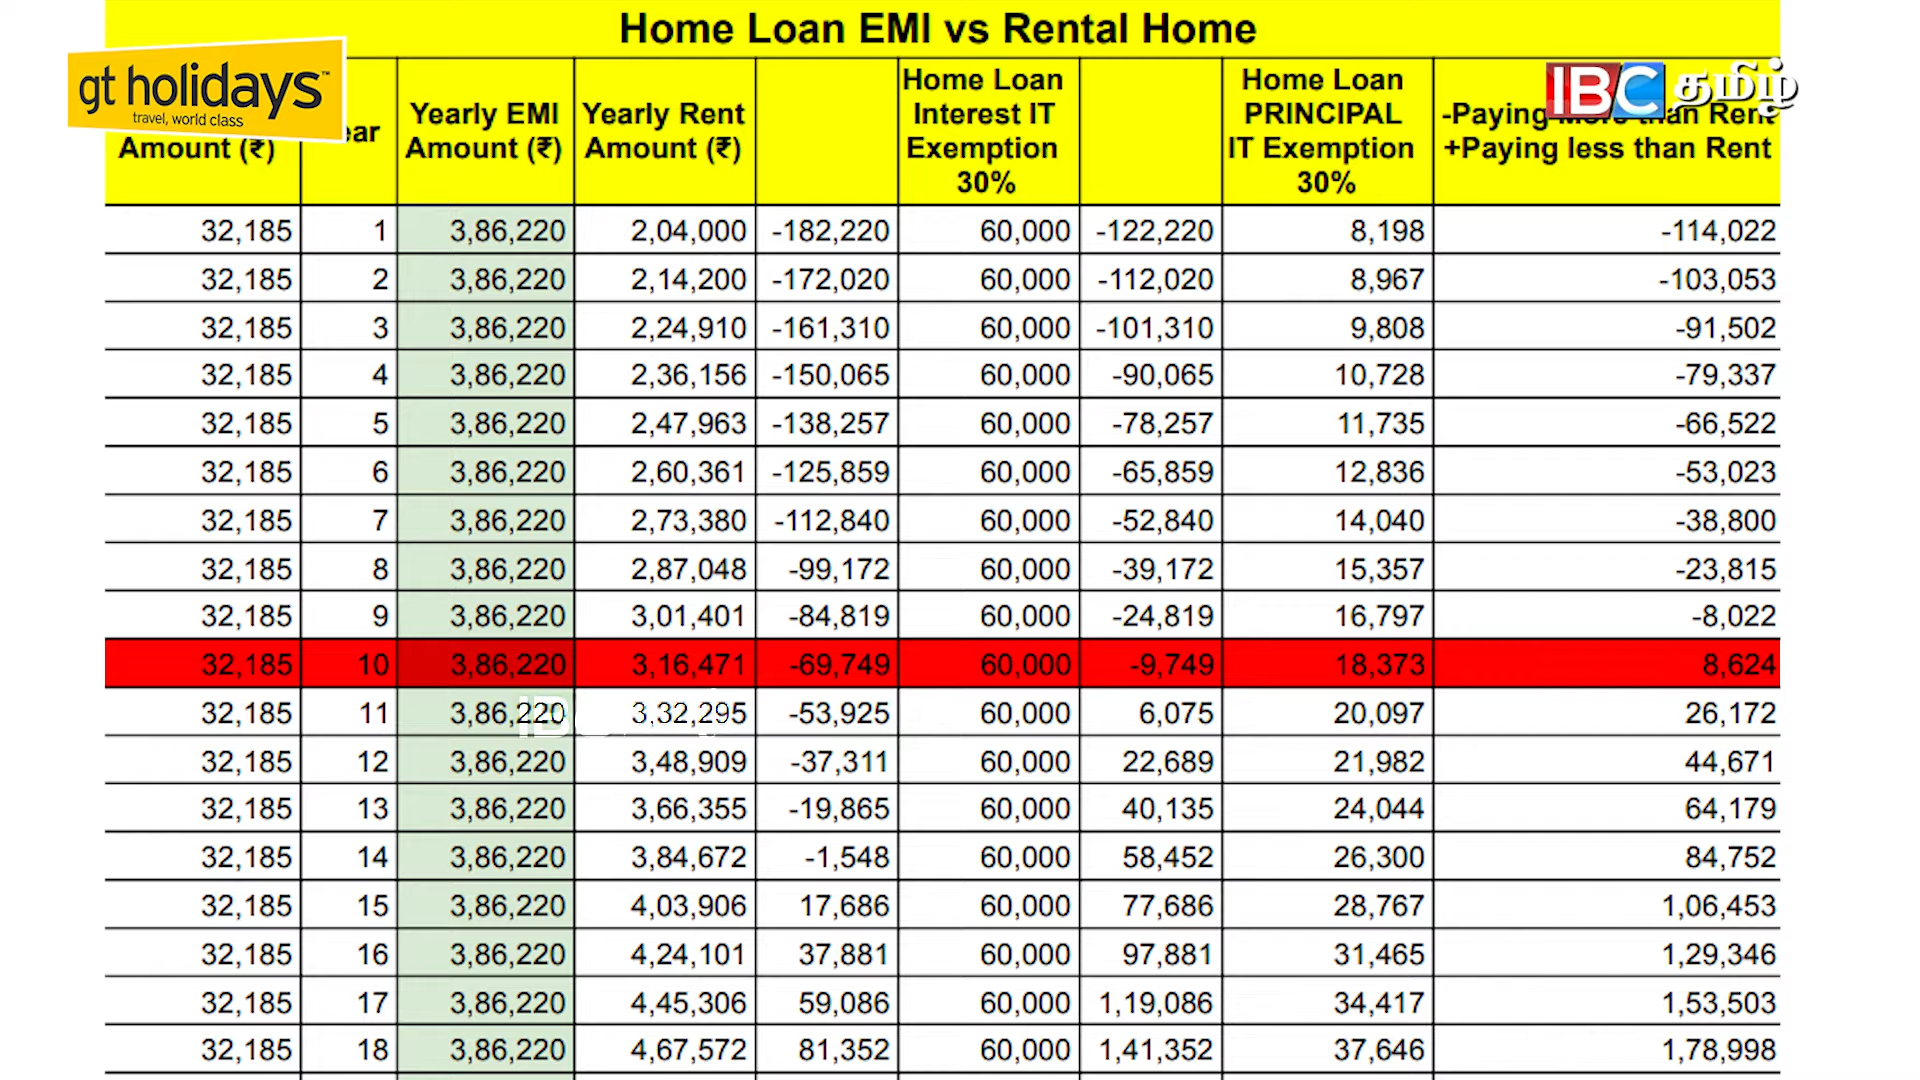 Home Loan EMI vs Rental Home
gt holidays™
travel, world class
IBC தமிழ்
Amount (₹)
Yearly EMI
Amount (₹)
Yearly Rent
Amount (₹)
Home Loan
Interest IT
Exemption
30%
Home Loan
PRINCIPAL
IT Exemption
30%
-Paying More than Rent
+Paying less than Rent
32,185 1 3,86,220 2,04,000 -182,220 60,000 -122,220 8,198 -114,022
32,185 2 3,86,220 2,14,200 -172,020 60,000 -112,020 8,967 -103,053
32,185 3 3,86,220 2,24,910 -161,310 60,000 -101,310 9,808 -91,502
32,185 4 3,86,220 2,36,156 -150,065 60,000 -90,065 10,728 -79,337
32,185 5 3,86,220 2,47,963 -138,257 60,000 -78,257 11,735 -66,522
32,185 6 3,86,220 2,60,361 -125,859 60,000 -65,859 12,836 -53,023
32,185 7 3,86,220 2,73,380 -112,840 60,000 -52,840 14,040 -38,800
32,185 8 3,86,220 2,87,048 -99,172 60,000 -39,172 15,357 -23,815
32,185 9 3,86,220 3,01,401 -84,819 60,000 -24,819 16,797 -8,022
32,185 10 3,86,220 3,16,471 -69,749 60,000 -9,749 18,373 8,624
32,185 11 3,86,220 3,32,295 -53,925 60,000 6,075 20,097 26,172
32,185 12 3,86,220 3,48,909 -37,311 60,000 22,689 21,982 44,671
32,185 13 3,86,220 3,66,355 -19,865 60,000 40,135 24,044 64,179
32,185 14 3,86,220 3,84,672 -1,548 60,000 58,452 26,300 84,752
32,185 15 3,86,220 4,03,906 17,686 60,000 77,686 28,767 1,06,453
32,185 16 3,86,220 4,24,101 37,881 60,000 97,881 31,465 1,29,346
32,185 17 3,86,220 4,45,306 59,086 60,000 1,19,086 34,417 1,53,503
32,185 18 3,86,220 4,67,572 81,352 60,000 1,41,352 37,646 1,78,998